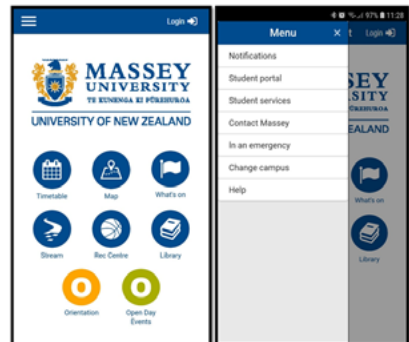 Login
MASSEY
UNIVERSITY
TE KUNENGA KI PŪREHUROA
UNIVERSITY OF NEW ZEALAND
Timetable
Map
What's on
Stream
Rec Centre
Library
O
Orientation
O
Open Day
Events
97% 11:28
Menu
×
Login
Notifications
Student portal
Student services
Contact Massey
In an emergency
Change campus
Help
SITY
EALAND
What's on
Library